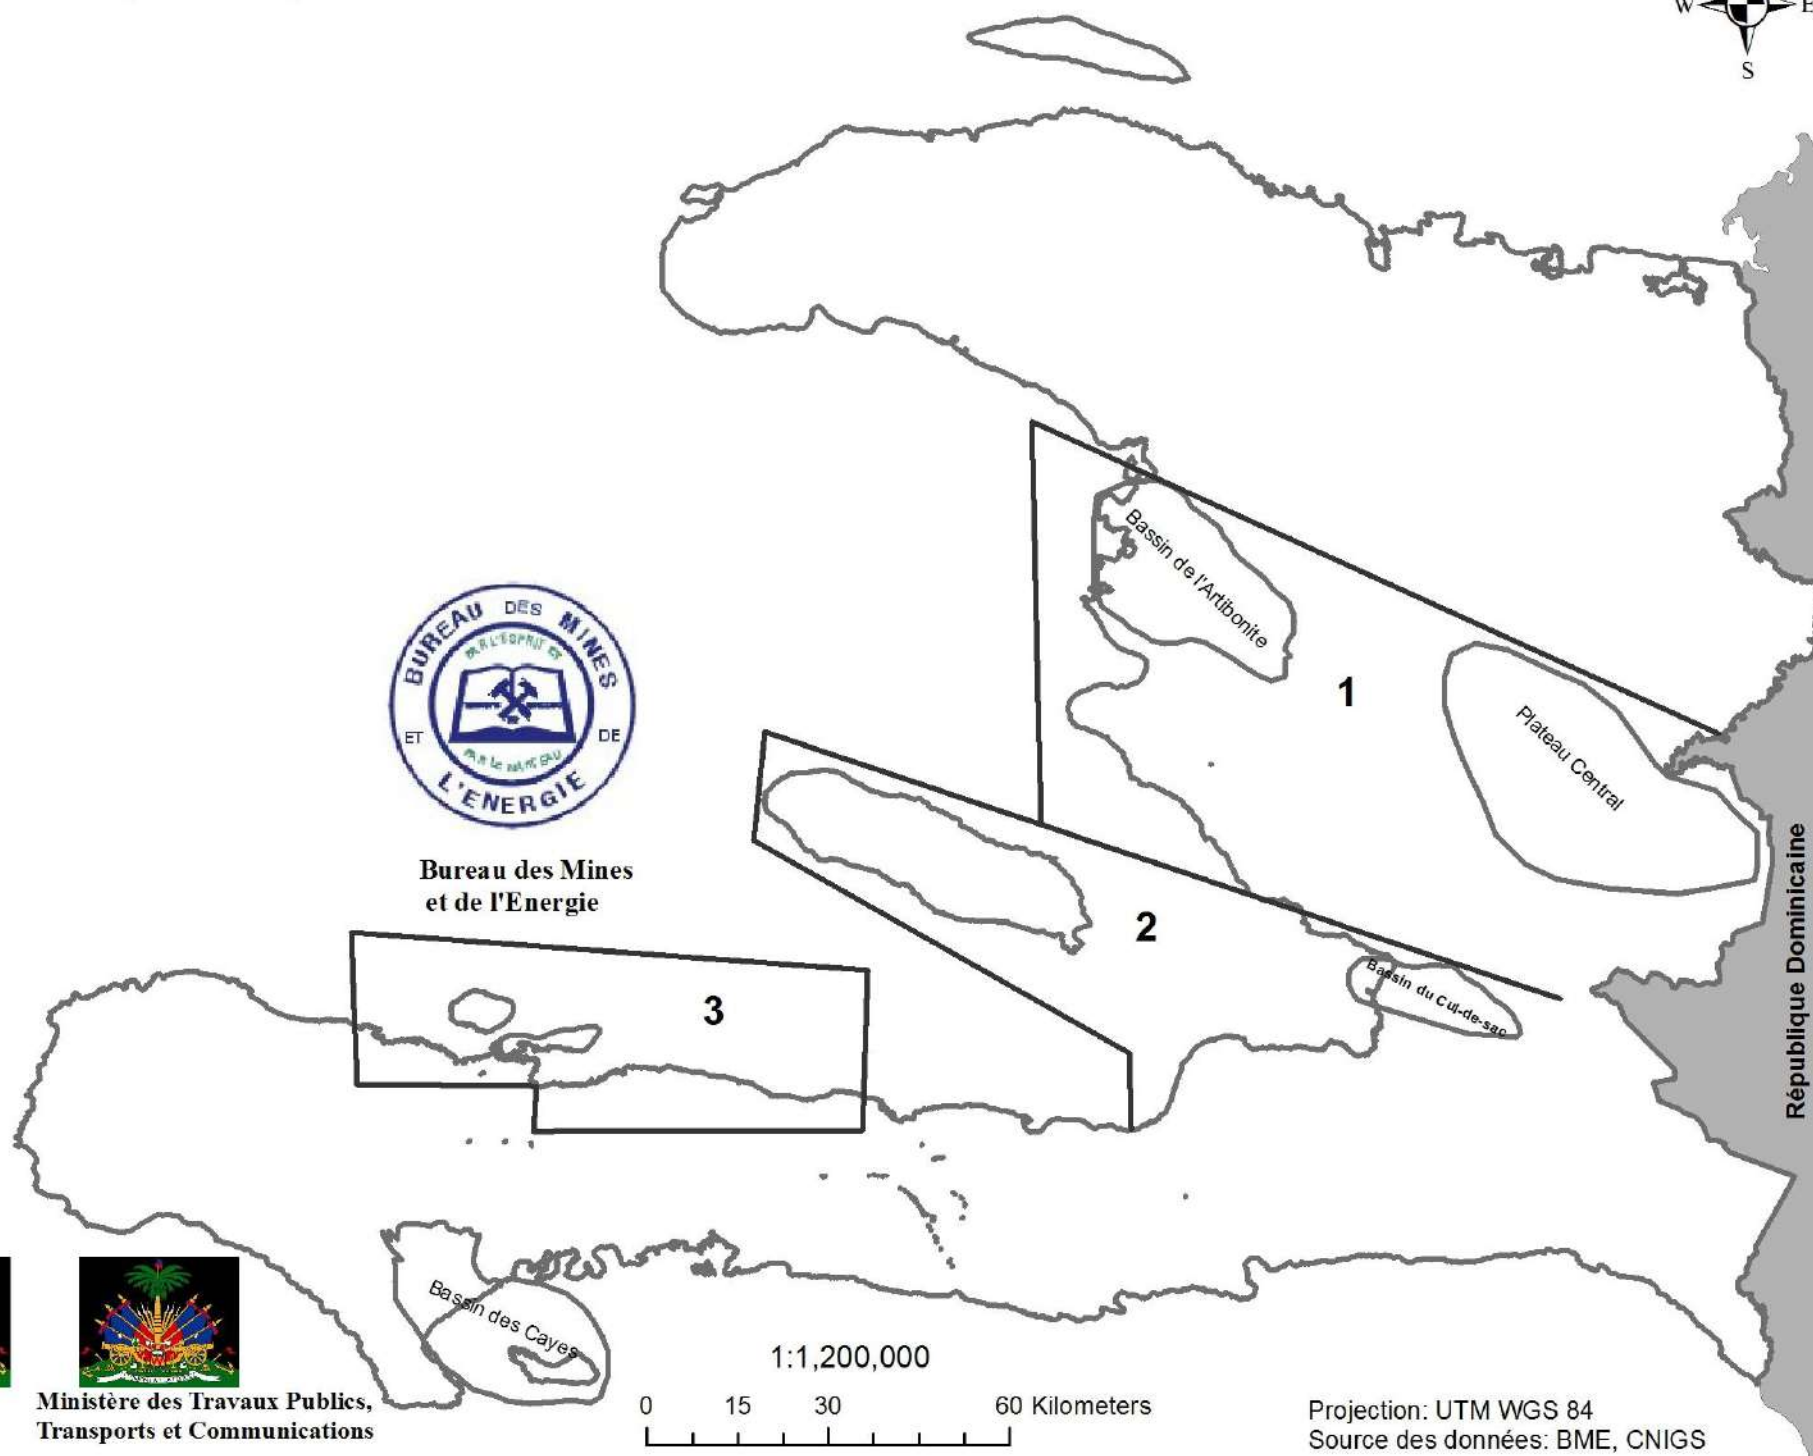 W E
S
Bassin de l'Artibonite
1
Plateau Central
BUREAU DES MINES
ET DE
L'ENERGIE
Bureau des Mines
et de l'Energie
2
Bassin du Cul-de-sac
3
République Dominicaine
Bassin des Cayes
1:1,200,000
0 15 30 60 Kilometers
Ministère des Travaux Publics,
Transports et Communications
Projection: UTM WGS 84
Source des données: BME, CNIGS